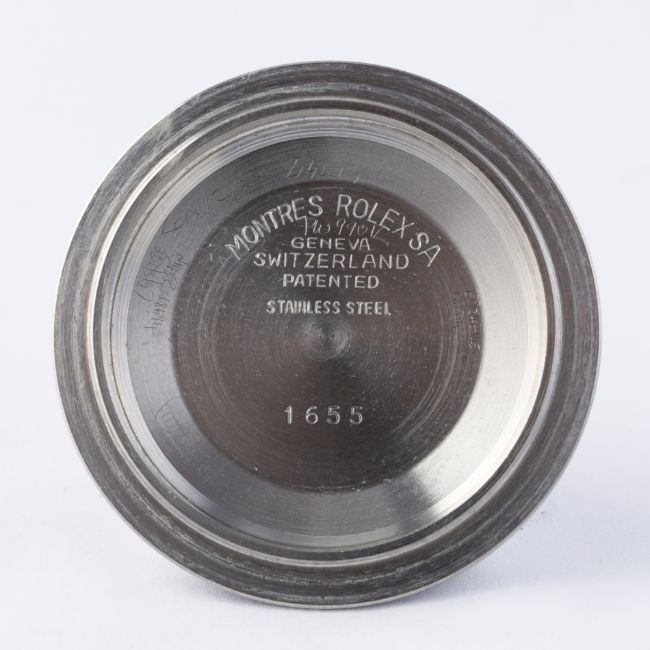 MONTRES ROLEX SA
GENEVA
SWITZERLAND
PATENTED
STAINLESS STEEL
1655